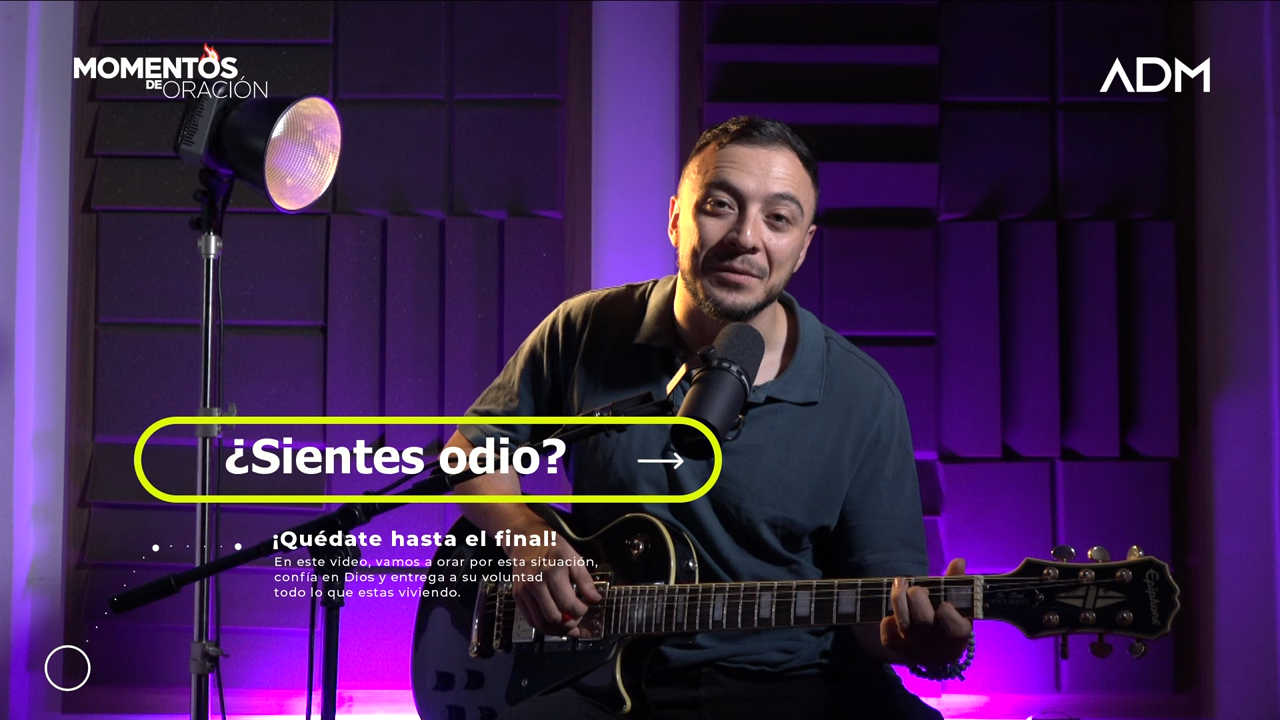 MOMENTOS
DE ORACIÓN
ADM
¿Sientes odio?
¡Quédate hasta el final!
En este video, vamos a orar por esta situación,
confía en Dios y entrega a su voluntad
todo lo que estas viviendo.
Epiphone